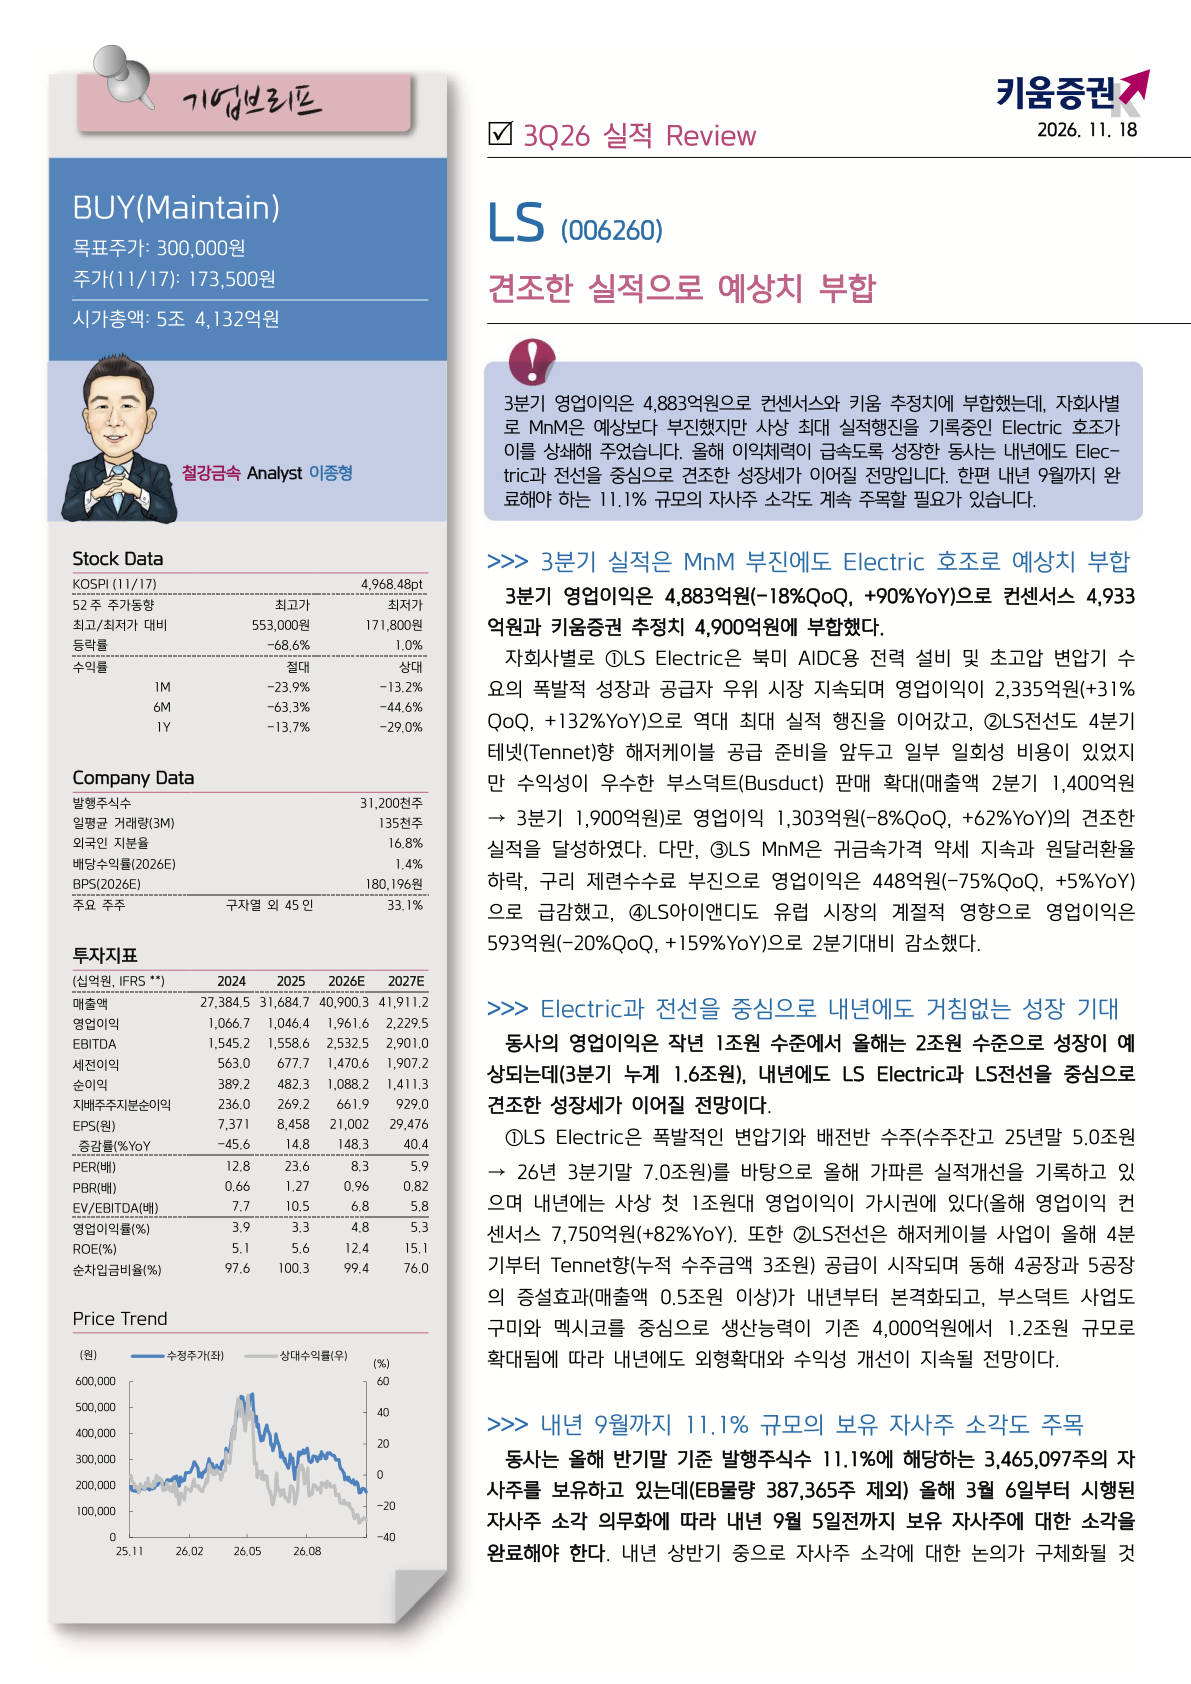 기업브리프
키움증권
2026. 11. 18
☑ 3Q26 실적 Review
BUY(Maintain)
목표주가: 300,000원
주가(11/17): 173,500원
시가총액: 5조 4,132억원
철강금속 Analyst 이종형
Stock Data
KOSPI (11/17) 4,968.48pt
52주 주가동향 최고가 최저가
최고/최저가 대비 553,000원 171,800원
등락률 -68.6% 1.0%
수익률 절대 상대
1M -23.9% -13.2%
6M -63.3% -44.6%
1Y -13.7% -29.0%
Company Data
발행주식수 31,200천주
일평균 거래량(3M) 135천주
외국인 지분율 16.8%
배당수익률(2026E) 1.4%
BPS(2026E) 180,196원
주요 주주 구자열 외 45인 33.1%
투자지표
(십억원, IFRS **) 2024 2025 2026E 2027E
매출액 27,384.5 31,684.7 40,900.3 41,911.2
영업이익 1,066.7 1,046.4 1,961.6 2,229.5
EBITDA 1,545.2 1,558.6 2,532.5 2,901.0
세전이익 563.0 677.7 1,470.6 1,907.2
순이익 389.2 482.3 1,088.2 1,411.3
지배주주지분순이익 236.0 269.2 661.9 929.0
EPS(원) 7,371 8,458 21,002 29,476
증감률(%YoY -45.6 14.8 148.3 40.4
PER(배) 12.8 23.6 8.3 5.9
PBR(배) 0.66 1.27 0.96 0.82
EV/EBITDA(배) 7.7 10.5 6.8 5.8
영업이익률(%) 3.9 3.3 4.8 5.3
ROE(%) 5.1 5.6 12.4 15.1
순차입금비율(%) 97.6 100.3 99.4 76.0
Price Trend
(원) 수정주가(좌) 상대수익률(우) (%)
600,000 60
500,000 40
400,000 20
300,000 0
200,000 -20
100,000 -40
0
25.11 26.02 26.05 26.08
LS (006260)
견조한 실적으로 예상치 부합
3분기 영업이익은 4,883억원으로 컨센서스와 키움 추정치에 부합했는데, 자회사별
로 MnM은 예상보다 부진했지만 사상 최대 실적행진을 기록중인 Electric 호조가
이를 상쇄해 주었습니다. 올해 이익체력이 급속도록 성장한 동사는 내년에도 Elec-
tric과 전선을 중심으로 견조한 성장세가 이어질 전망입니다. 한편 내년 9월까지 완
료해야 하는 11.1% 규모의 자사주 소각도 계속 주목할 필요가 있습니다.
>>> 3분기 실적은 MnM 부진에도 Electric 호조로 예상치 부합
3분기 영업이익은 4,883억원(-18%QoQ, +90%YoY)으로 컨센서스 4,933
억원과 키움증권 추정치 4,900억원에 부합했다.
자회사별로 ①LS Electric은 북미 AIDC용 전력 설비 및 초고압 변압기 수
요의 폭발적 성장과 공급자 우위 시장 지속되며 영업이익이 2,335억원(+31%
QoQ, +132%YoY)으로 역대 최대 실적 행진을 이어갔고, ②LS전선도 4분기
테넷(Tennet)향 해저케이블 공급 준비을 앞두고 일부 일회성 비용이 있었지
만 수익성이 우수한 부스덕트(Busduct) 판매 확대(매출액 2분기 1,400억원
→ 3분기 1,900억원)로 영업이익 1,303억원(-8%QoQ, +62%YoY)의 견조한
실적을 달성하였다. 다만, ③LS MnM은 귀금속가격 약세 지속과 원달러환율
하락, 구리 제련수수료 부진으로 영업이익은 448억원(-75%QoQ, +5%YoY)
으로 급감했고, ④LS아이앤디도 유럽 시장의 계절적 영향으로 영업이익은
593억원(-20%QoQ, +159%YoY)으로 2분기대비 감소했다.
>>> Electric과 전선을 중심으로 내년에도 거침없는 성장 기대
동사의 영업이익은 작년 1조원 수준에서 올해는 2조원 수준으로 성장이 예
상되는데(3분기 누계 1.6조원), 내년에도 LS Electric과 LS전선을 중심으로
견조한 성장세가 이어질 전망이다.
①LS Electric은 폭발적인 변압기와 배전반 수주(수주잔고 25년말 5.0조원
→ 26년 3분기말 7.0조원)를 바탕으로 올해 가파른 실적개선을 기록하고 있
으며 내년에는 사상 첫 1조원대 영업이익이 가시권에 있다(올해 영업이익 컨
센서스 7,750억원(+82%YoY). 또한 ②LS전선은 해저케이블 사업이 올해 4분
기부터 Tennet향(누적 수주금액 3조원) 공급이 시작되며 동해 4공장과 5공장
의 증설효과(매출액 0.5조원 이상)가 내년부터 본격화되고, 부스덕트 사업도
구미와 멕시코를 중심으로 생산능력이 기존 4,000억원에서 1.2조원 규모로
확대됨에 따라 내년에도 외형확대와 수익성 개선이 지속될 전망이다.
>>> 내년 9월까지 11.1% 규모의 보유 자사주 소각도 주목
동사는 올해 반기말 기준 발행주식수 11.1%에 해당하는 3,465,097주의 자
사주를 보유하고 있는데(EB물량 387,365주 제외) 올해 3월 6일부터 시행된
자사주 소각 의무화에 따라 내년 9월 5일전까지 보유 자사주에 대한 소각을
완료해야 한다. 내년 상반기 중으로 자사주 소각에 대한 논의가 구체화될 것